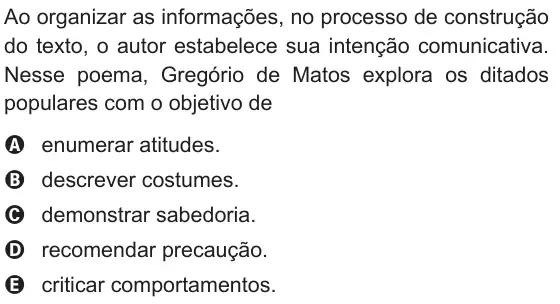 Ao organizar as informações, no processo de construção
do texto, o autor estabelece sua intenção comunicativa.
Nesse poema, Gregório de Matos explora os ditados
populares com o objetivo de
A enumerar atitudes.
B descrever costumes.
C demonstrar sabedoria.
D recomendar precaução.
E criticar comportamentos.